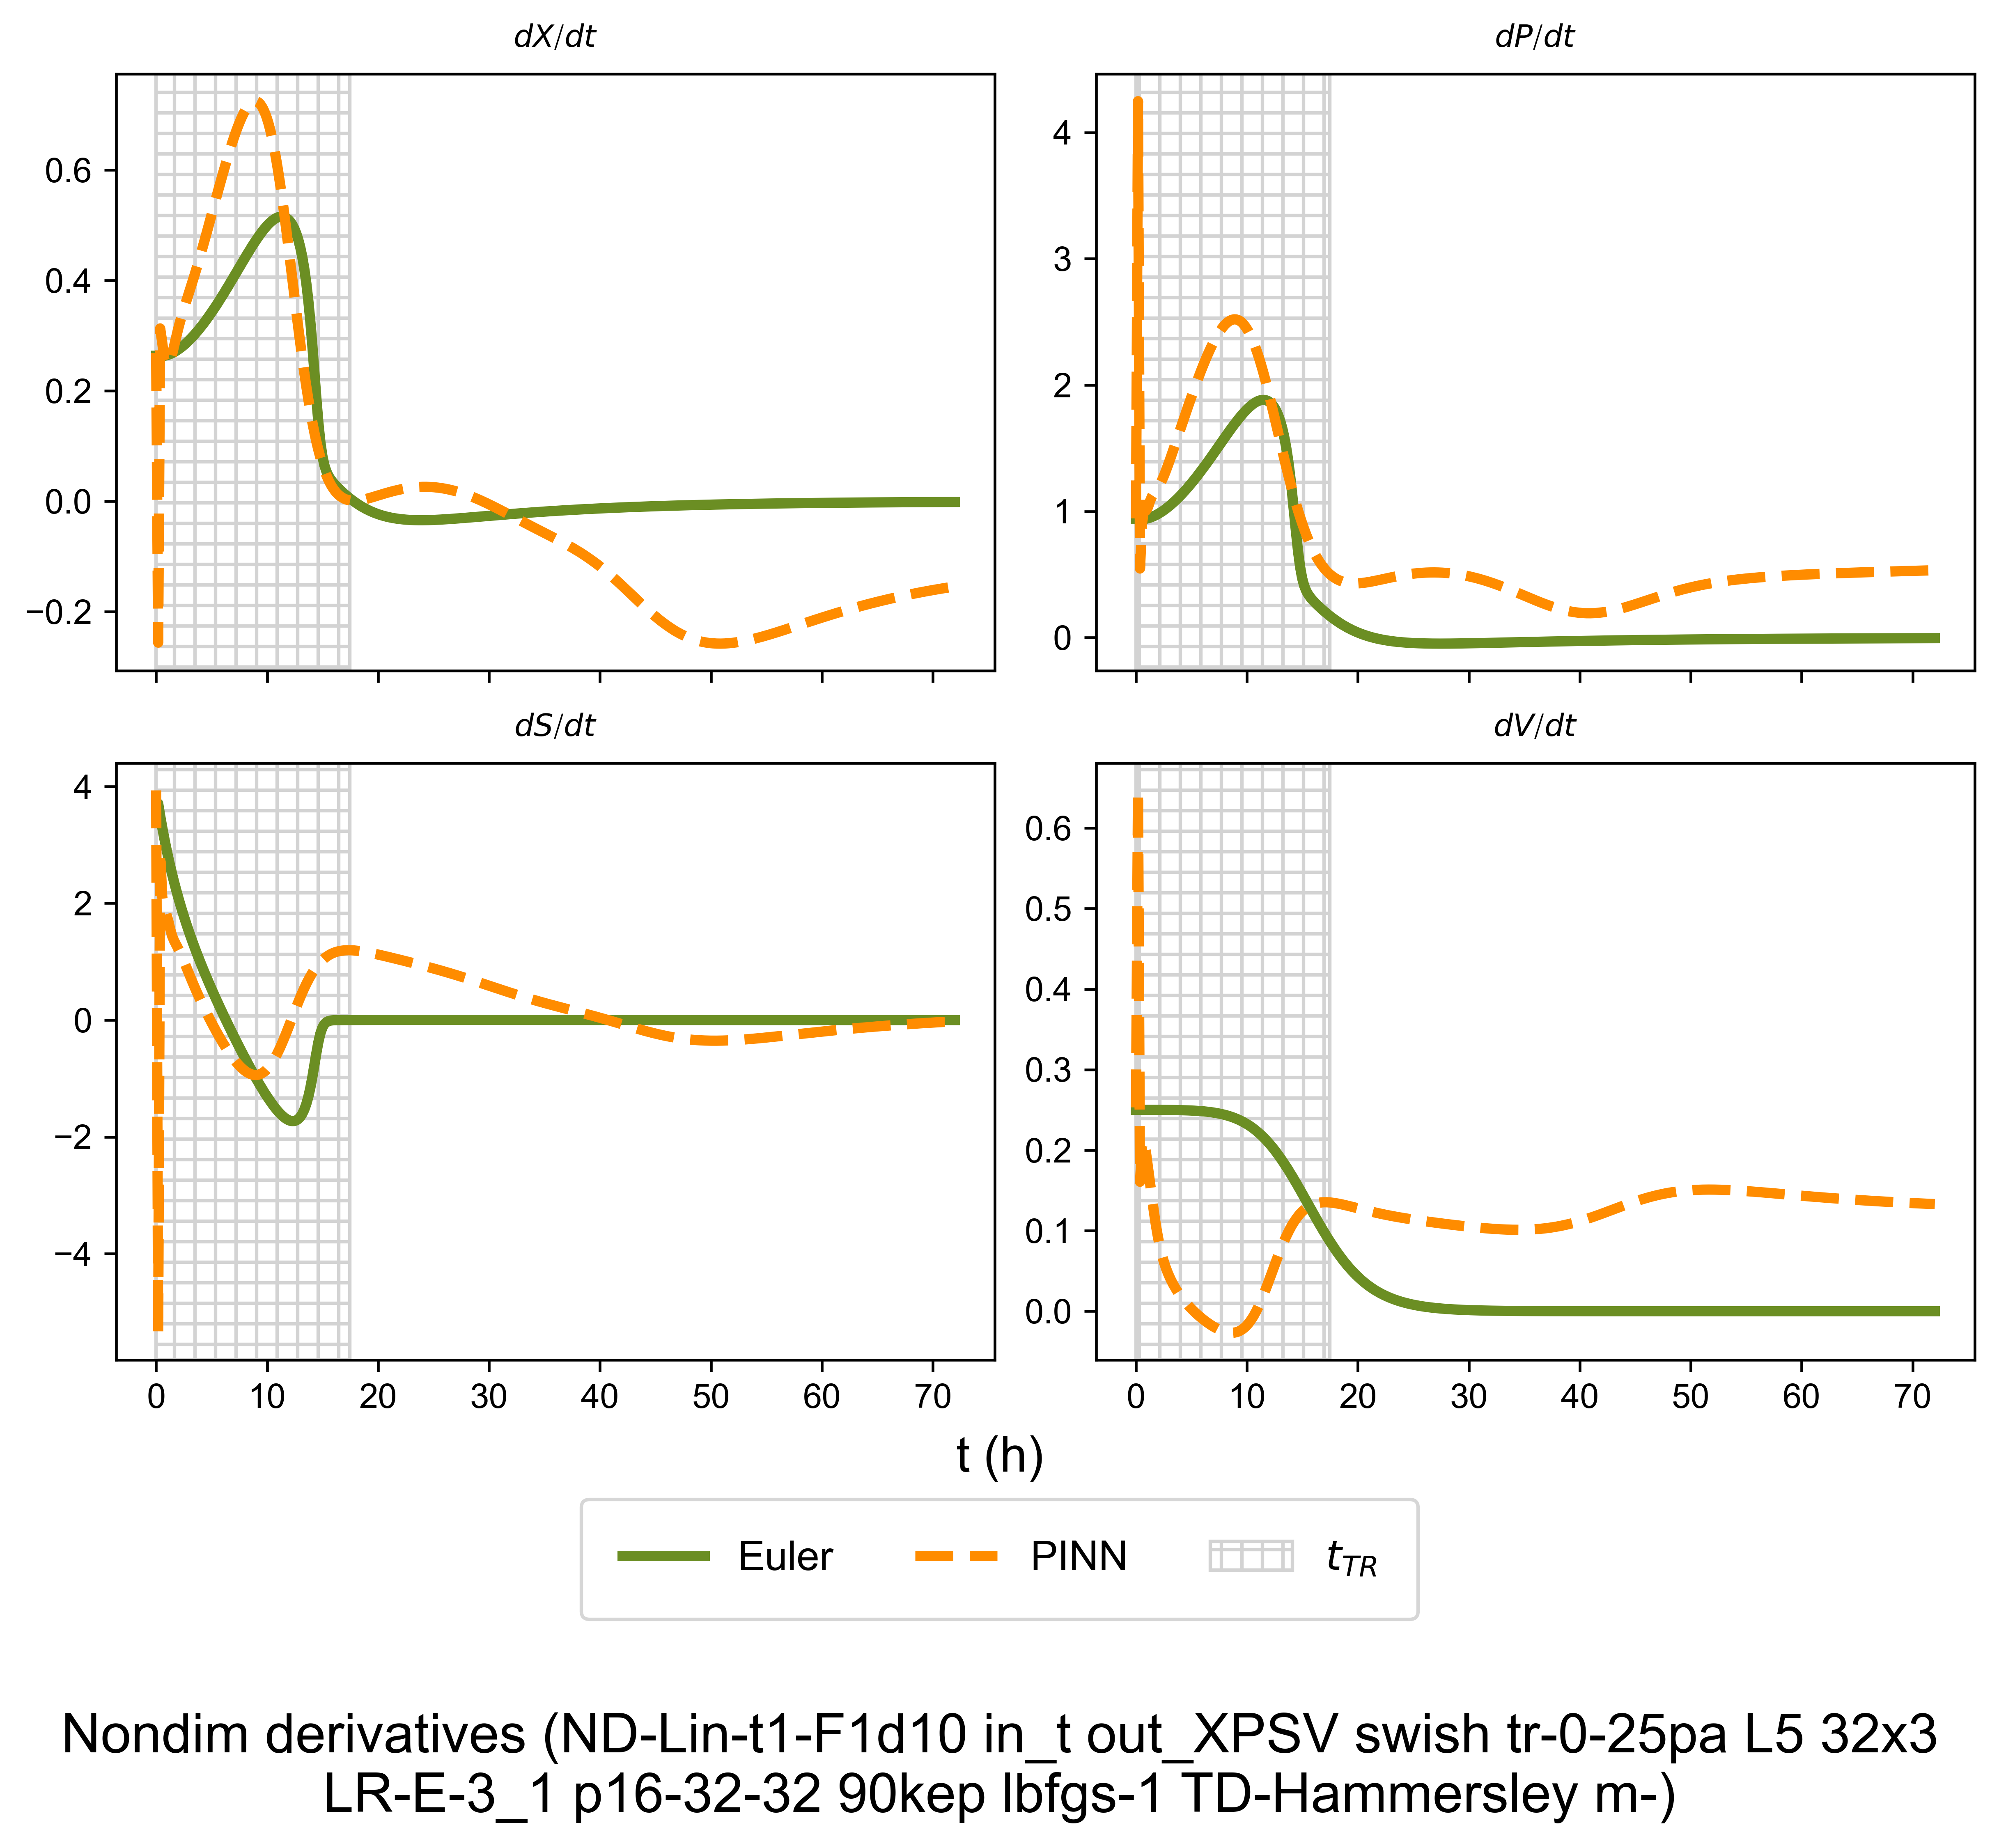 dX/dt
dP/dt
0.6
0.4
0.2
0.0
−0.2
4
3
2
1
0
dS/dt
dV/dt
4
2
0
−2
−4
0.6
0.5
0.4
0.3
0.2
0.1
0.0
0 10 20 30 40 50 60 70
0 10 20 30 40 50 60 70
t (h)
Euler PINN t_TR
Nondim derivatives (ND-Lin-t1-F1d10 in_t out_XPSV swish tr-0-25pa L5 32x3
LR-E-3_1 p16-32-32 90kep lbfgs-1 TD-Hammersley m-)